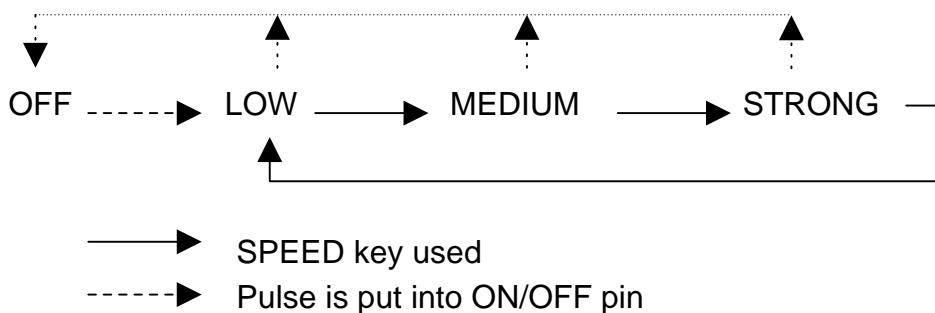 OFF LOW MEDIUM STRONG
SPEED key used
Pulse is put into ON/OFF pin